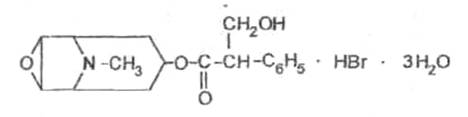 CH₂OH
O N–CH₃ –O–C–CH–C₆H₅ · HBr · 3H₂O
O